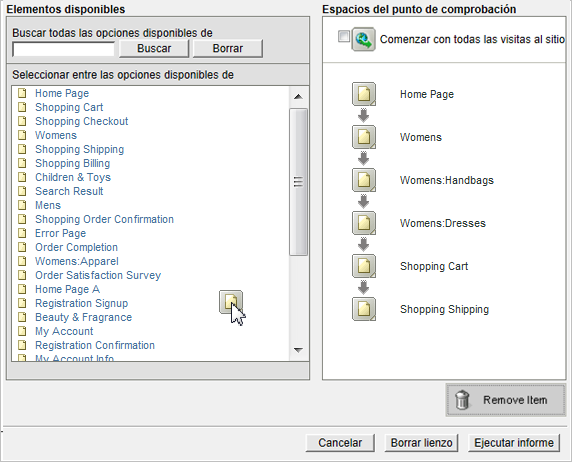 Elementos disponibles
Buscar todas las opciones disponibles de
Buscar
Borrar
Seleccionar entre las opciones disponibles de
Home Page
Shopping Cart
Shopping Checkout
Womens
Shopping Shipping
Shopping Billing
Children & Toys
Search Result
Mens
Shopping Order Confirmation
Error Page
Order Completion
Womens:Apparel
Order Satisfaction Survey
Home Page A
Registration Signup
Beauty & Fragrance
My Account
Registration Confirmation
My Account Info
Espacios del punto de comprobación
Comenzar con todas las visitas al sitio
Home Page
Womens
Womens:Handbags
Womens:Dresses
Shopping Cart
Shopping Shipping
Remove Item
Cancelar
Borrar lienzo
Ejecutar informe